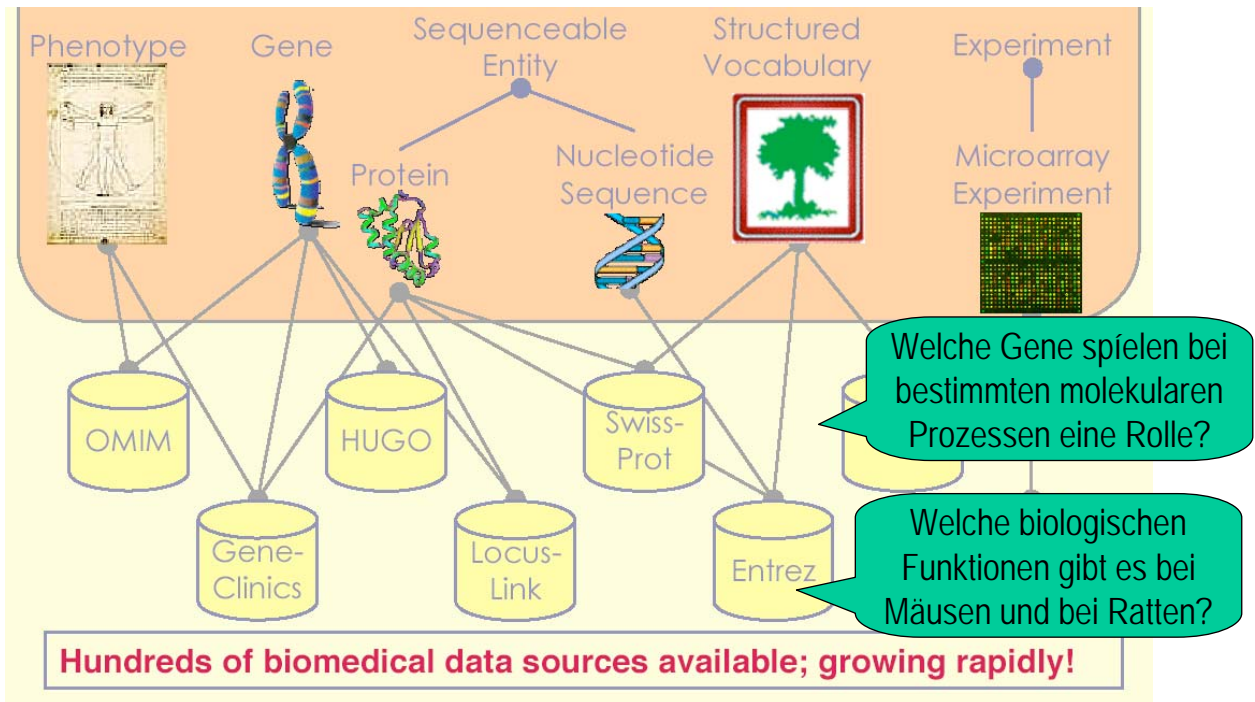 Phenotype
Gene
Sequenceable
Entity
Structured
Vocabulary
Experiment
Protein
Nucleotide
Sequence
Microarray
Experiment
OMIM
HUGO
Swiss-
Prot
Welche Gene spíelen bei
bestimmten molekularen
Prozessen eine Rolle?
Gene-
Clinics
Locus-
Link
Entrez
Welche biologischen
Funktionen gibt es bei
Mäusen und bei Ratten?
Hundreds of biomedical data sources available; growing rapidly!